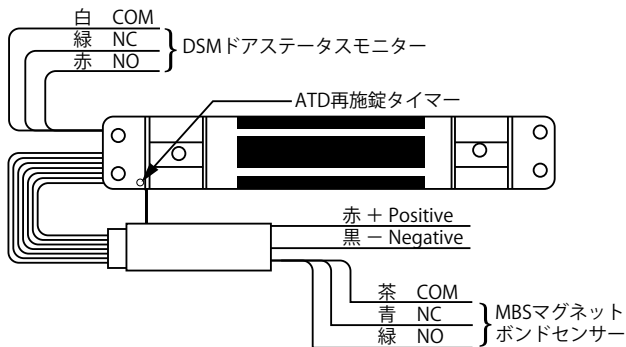 白 COM
緑 NC
赤 NO
DSMドアステータスモニター
ATD再施錠タイマー
赤 + Positive
黒 − Negative
茶 COM
青 NC
緑 NO
MBSマグネット
ボンドセンサー